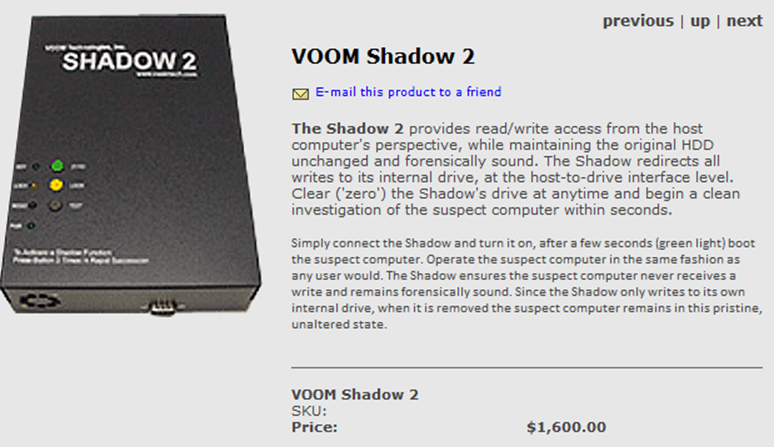 previous | up | next
VOOM Technologies, Inc.
SHADOW 2
VOOM Shadow 2
E-mail this product to a friend
The Shadow 2 provides read/write access from the host
computer's perspective, while maintaining the original HDD
unchanged and forensically sound. The Shadow redirects all
writes to its internal drive, at the host-to-drive interface level.
Clear ('zero') the Shadow's drive at anytime and begin a clean
investigation of the suspect computer within seconds.
Simply connect the Shadow and turn it on, after a few seconds (green light) boot
the suspect computer. Operate the suspect computer in the same fashion as
any user would. The Shadow ensures the suspect computer never receives a
write and remains forensically sound. Since the Shadow only writes to its own
internal drive, when it is removed the suspect computer remains in this pristine,
unaltered state.
To Activate a Shadow Function
Press Button 2 Times in Rapid Succession
VOOM Shadow 2
SKU:
Price: $1,600.00